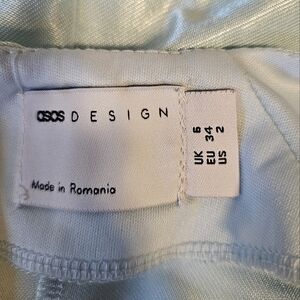 asos DESIGN
Made in Romania
UK 6
EU 34
US 2